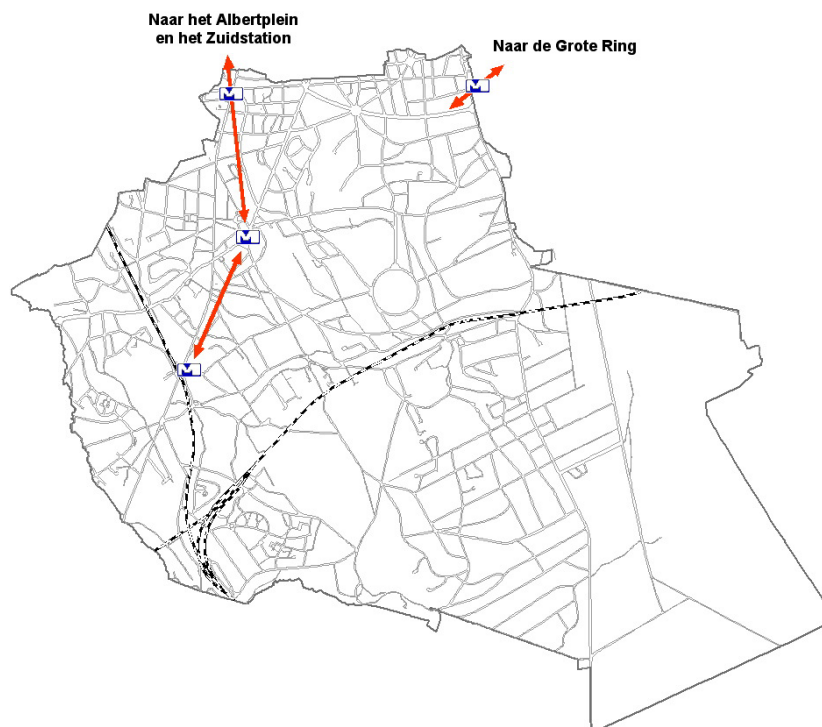 Naar het Albertplein
en het Zuidstation
Naar de Grote Ring
M
M
M
M